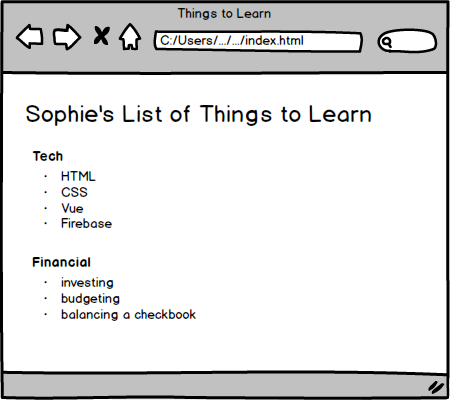 Things to Learn
C:/Users/.../.../index.html
Sophie's List of Things to Learn
Tech
· HTML
· CSS
· Vue
· Firebase
Financial
· investing
· budgeting
· balancing a checkbook